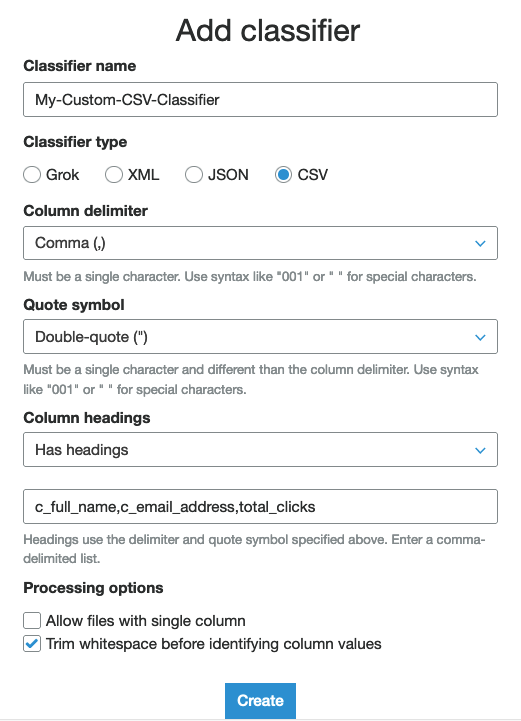 Add classifier
Classifier name
My-Custom-CSV-Classifier
Classifier type
Grok XML JSON CSV
Column delimiter
Comma (,)
Must be a single character. Use syntax like "001" or " " for special characters.
Quote symbol
Double-quote (")
Must be a single character and different than the column delimiter. Use syntax
like "001" or " " for special characters.
Column headings
Has headings
c_full_name,c_email_address,total_clicks
Headings use the delimiter and quote symbol specified above. Enter a comma-
delimited list.
Processing options
Allow files with single column
Trim whitespace before identifying column values
Create